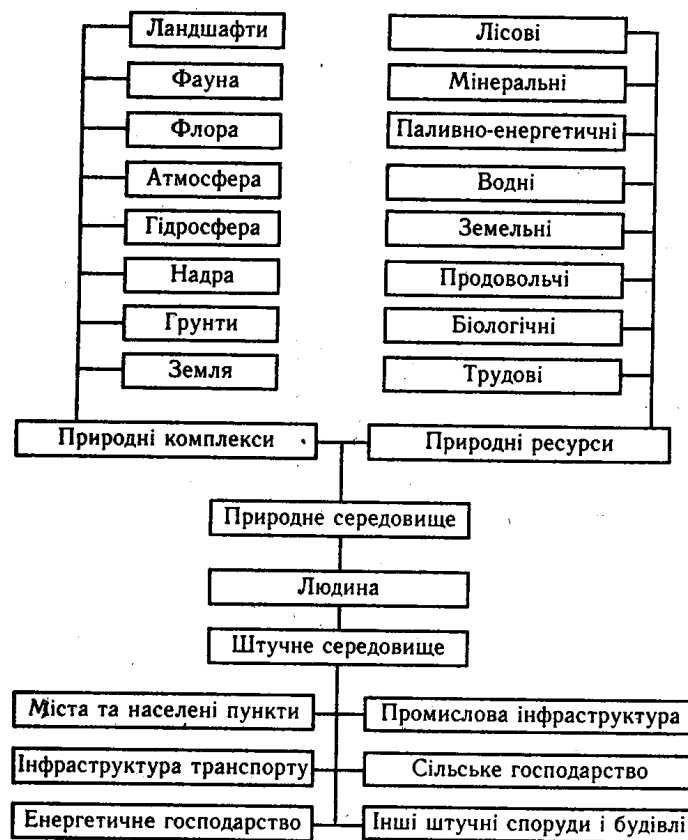 Ландшафти
Фауна
Флора
Атмосфера
Гідросфера
Надра
Грунти
Земля
Природні комплекси
Лісові
Мінеральні
Паливно-енергетичні
Водні
Земельні
Продовольчі
Біологічні
Трудові
Природні ресурси
Природне середовище
Людина
Штучне середовище
Міста та населені пункти
Промислова інфраструктура
Інфраструктура транспорту
Сільське господарство
Енергетичне господарство
Інші штучні споруди і будівлі